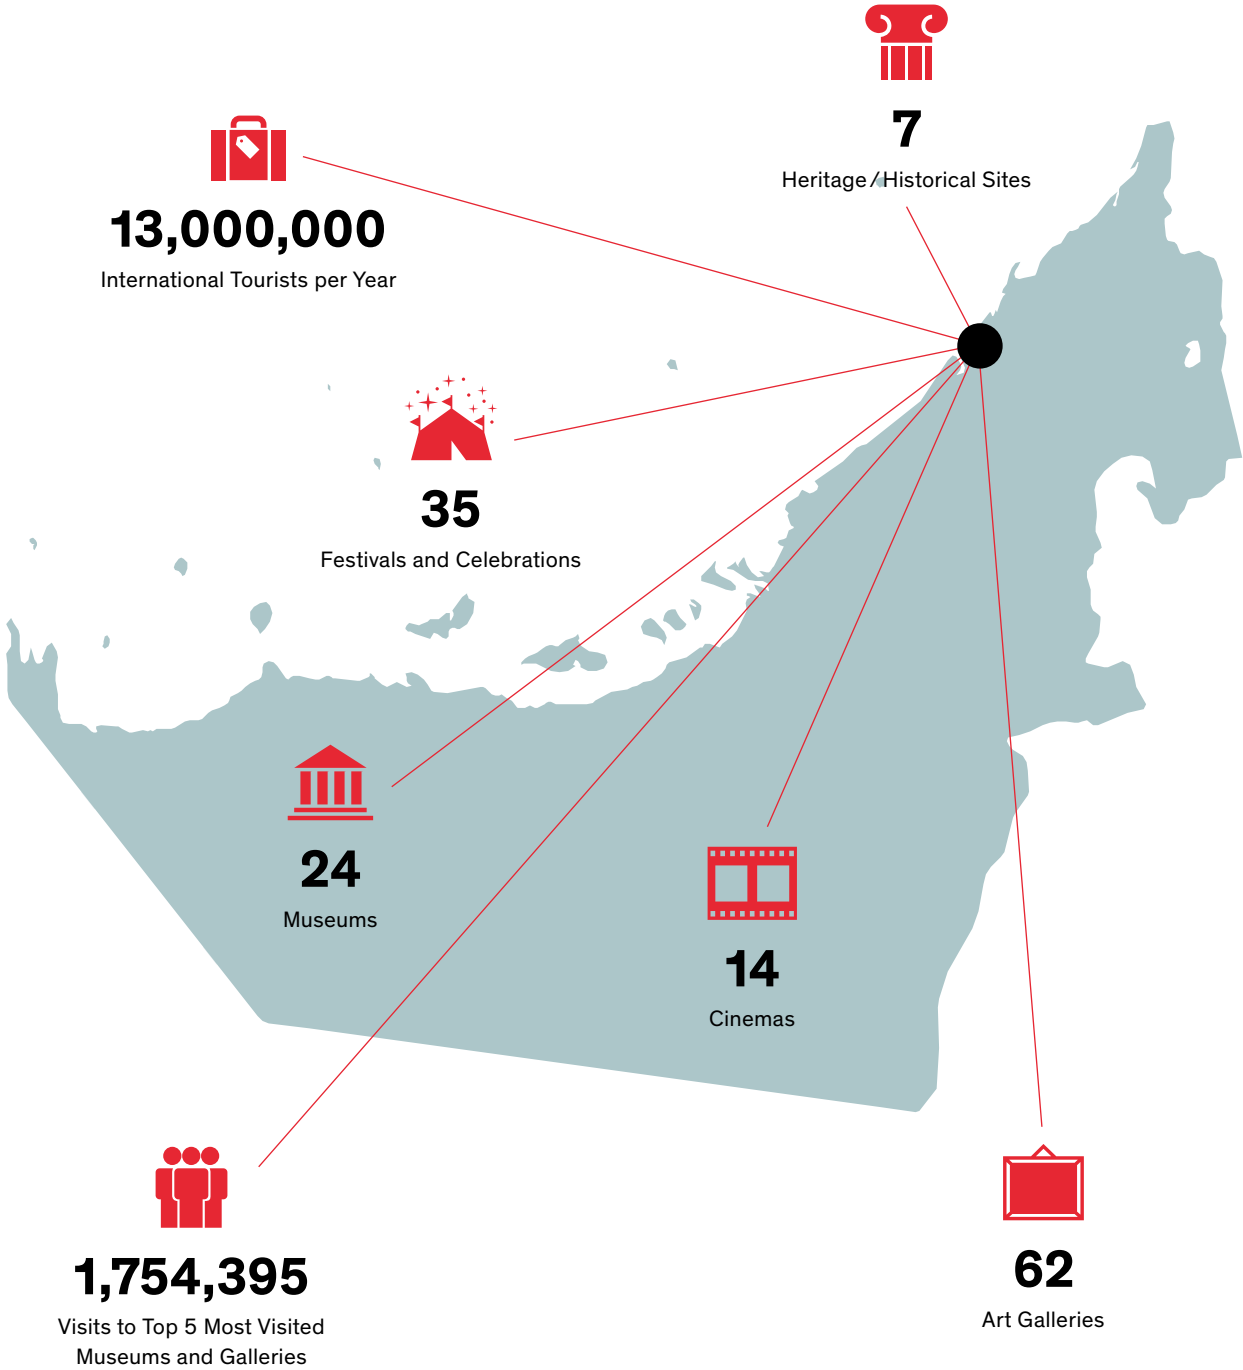 7
Heritage/Historical Sites
13,000,000
International Tourists per Year
35
Festivals and Celebrations
24
Museums
14
Cinemas
1,754,395
Visits to Top 5 Most Visited
Museums and Galleries
62
Art Galleries